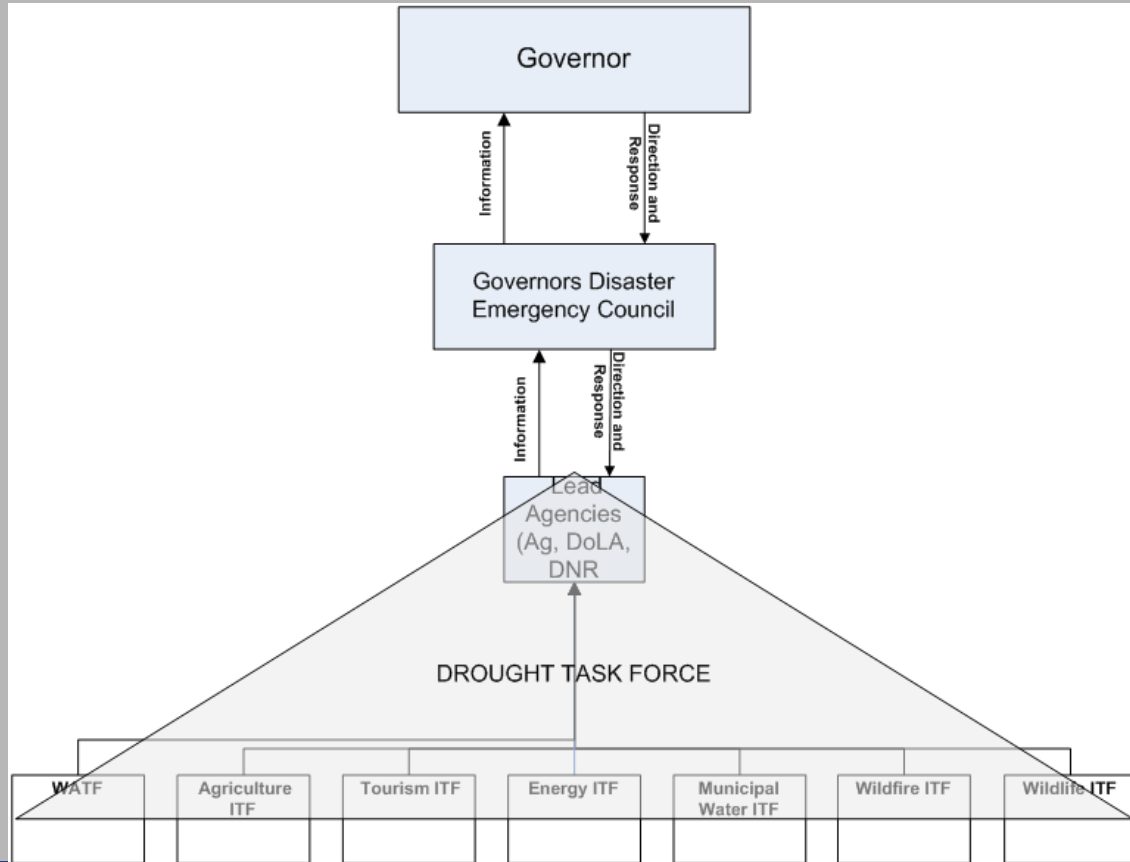 Governor
Information
Direction and
Response
Governors Disaster
Emergency Council
Information
Direction and
Response
Lead
Agencies
(Ag, DoLA,
DNR
DROUGHT TASK FORCE
WATF
Agriculture
ITF
Tourism ITF
Energy ITF
Municipal
Water ITF
Wildfire ITF
Wildlife ITF